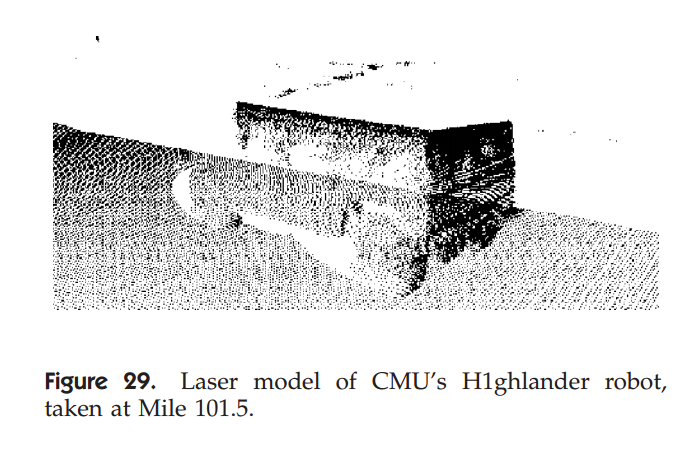 Figure 29. Laser model of CMU's H1ghlander robot,
taken at Mile 101.5.